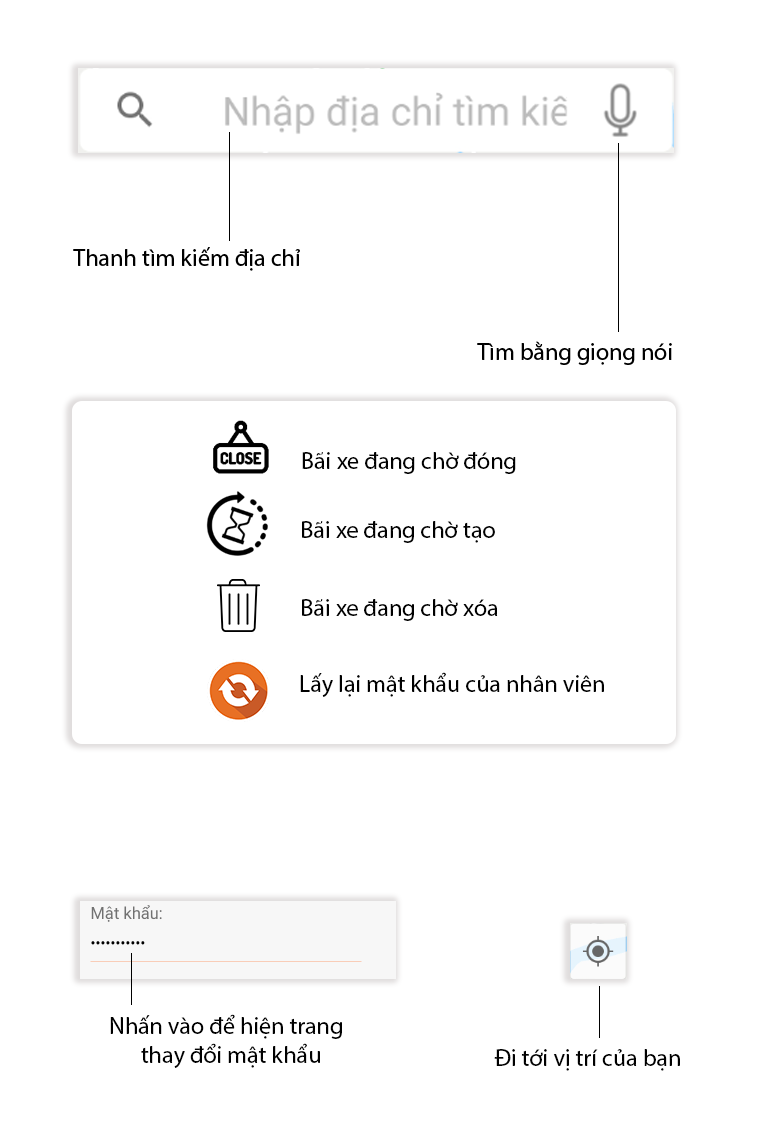 Nhập địa chỉ tìm kiế
Thanh tìm kiếm địa chỉ
Tìm bằng giọng nói
CLOSE
Bãi xe đang chờ đóng
Bãi xe đang chờ tạo
Bãi xe đang chờ xóa
Lấy lại mật khẩu của nhân viên
Mật khẩu:
•••••••••••
Nhấn vào để hiện trang
thay đổi mật khẩu
Đi tới vị trí của bạn